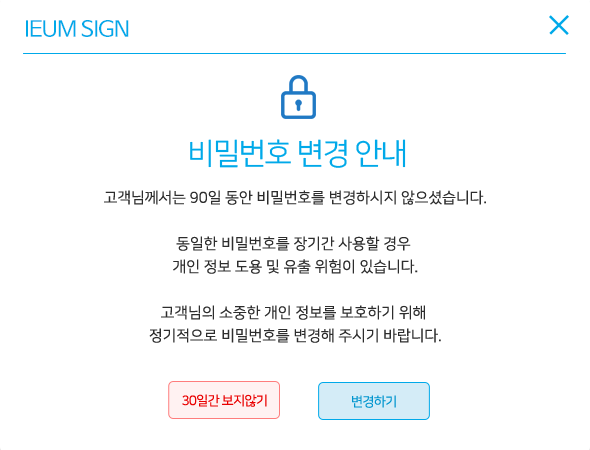 IEUM SIGN
비밀번호 변경 안내
고객님께서는 90일 동안 비밀번호를 변경하시지 않으셨습니다.
동일한 비밀번호를 장기간 사용할 경우
개인 정보 도용 및 유출 위험이 있습니다.
고객님의 소중한 개인 정보를 보호하기 위해
정기적으로 비밀번호를 변경해 주시기 바랍니다.
30일간 보지않기
변경하기